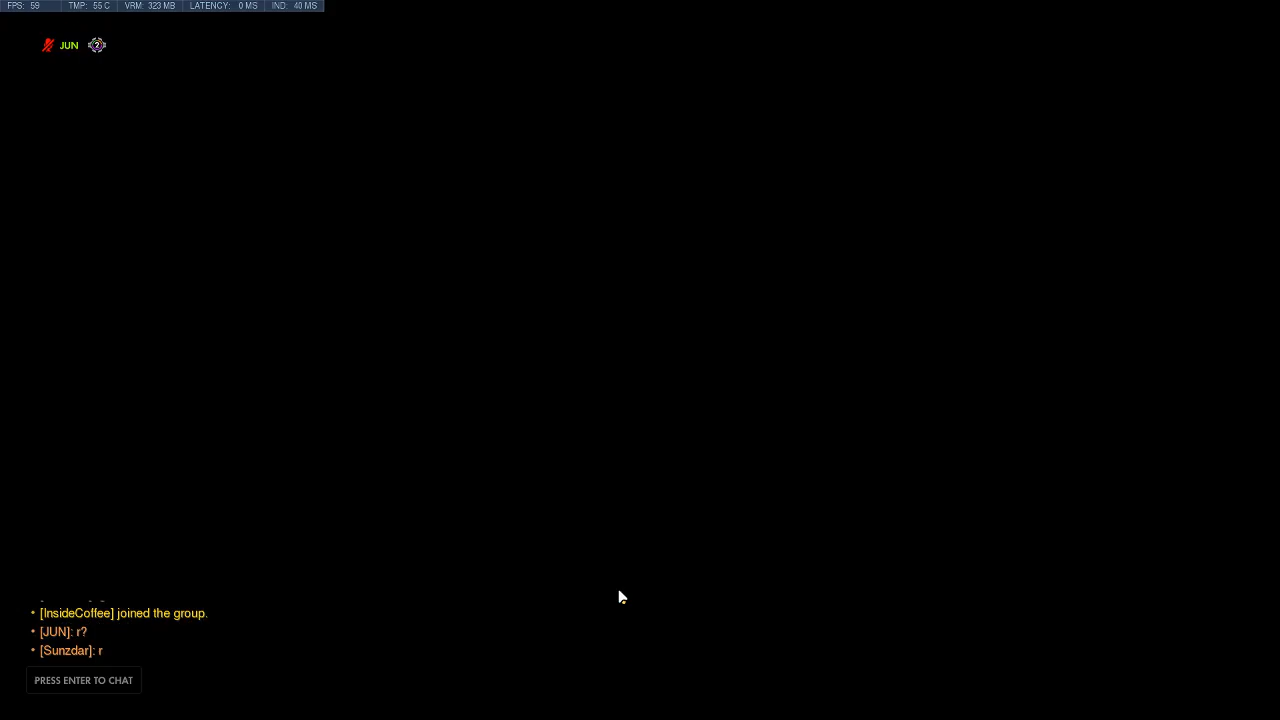 FPS: 59 TMP: 55 C VRM: 323 MB LATENCY: 0 MS IND: 40 MS
JUN
• [InsideCoffee] joined the group.
• [JUN]: r?
• [Sunzdar]: r
PRESS ENTER TO CHAT